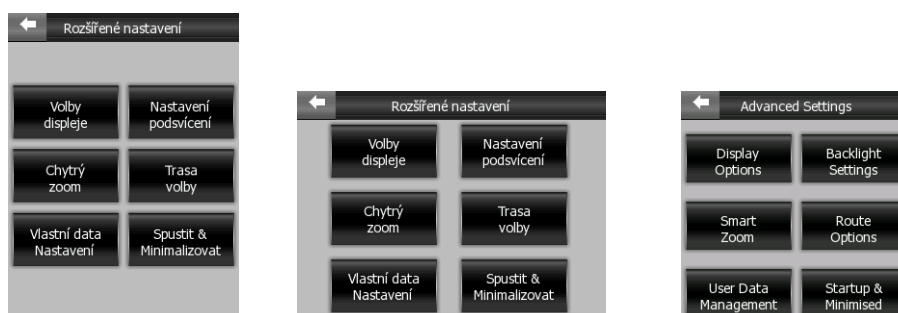 Rozšířené nastavení
Volby
displeje
Nastavení
podsvícení
Chytrý
zoom
Trasa
volby
Vlastní data
Nastavení
Spustit &
Minimalizovat
Rozšířené nastavení
Volby
displeje
Nastavení
podsvícení
Chytrý
zoom
Trasa
volby
Vlastní data
Nastavení
Spustit &
Minimalizovat
Advanced Settings
Display
Options
Backlight
Settings
Smart
Zoom
Route
Options
User Data
Management
Startup &
Minimised